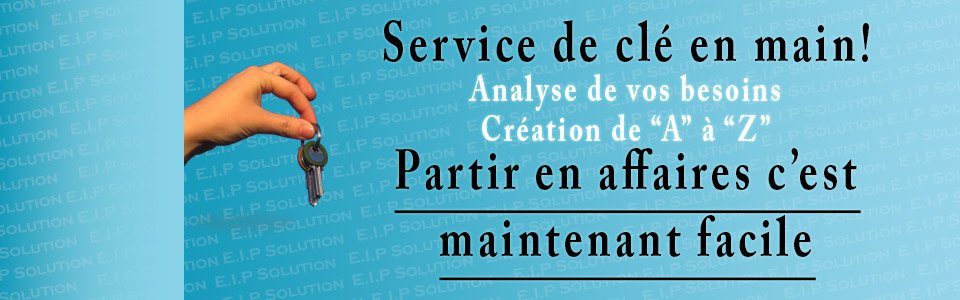 Service de clé en main!
Analyse de vos besoins
Création de “A” à “Z”
Partir en affaires c’est
maintenant facile
E.I.P SOLUTION